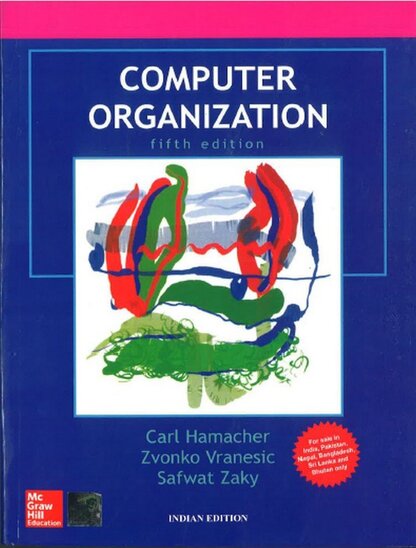 COMPUTER
ORGANIZATION
fifth edition
Carl Hamacher
Zvonko Vranesic
Safwat Zaky
For sale in
India, Pakistan,
Nepal, Bangladesh,
Sri Lanka and
Bhutan only
Mc
Graw
Hill
Education
INDIAN EDITION